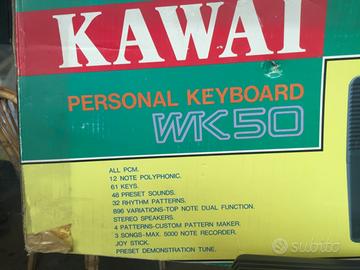 KAWAI
PERSONAL KEYBOARD
WK50
ALL PCM.
12 NOTE POLYPHONIC.
61 KEYS.
48 PRESET SOUNDS.
32 RHYTHM PATTERNS.
896 VARIATIONS-TOP NOTE DUAL FUNCTION.
STEREO SPEAKERS.
4 PATTERNS-CUSTOM PATTERN MAKER.
3 SONGS-MAX. 5000 NOTE RECORDER.
JOY STICK.
PRESET DEMONSTRATION TUNE.
subito